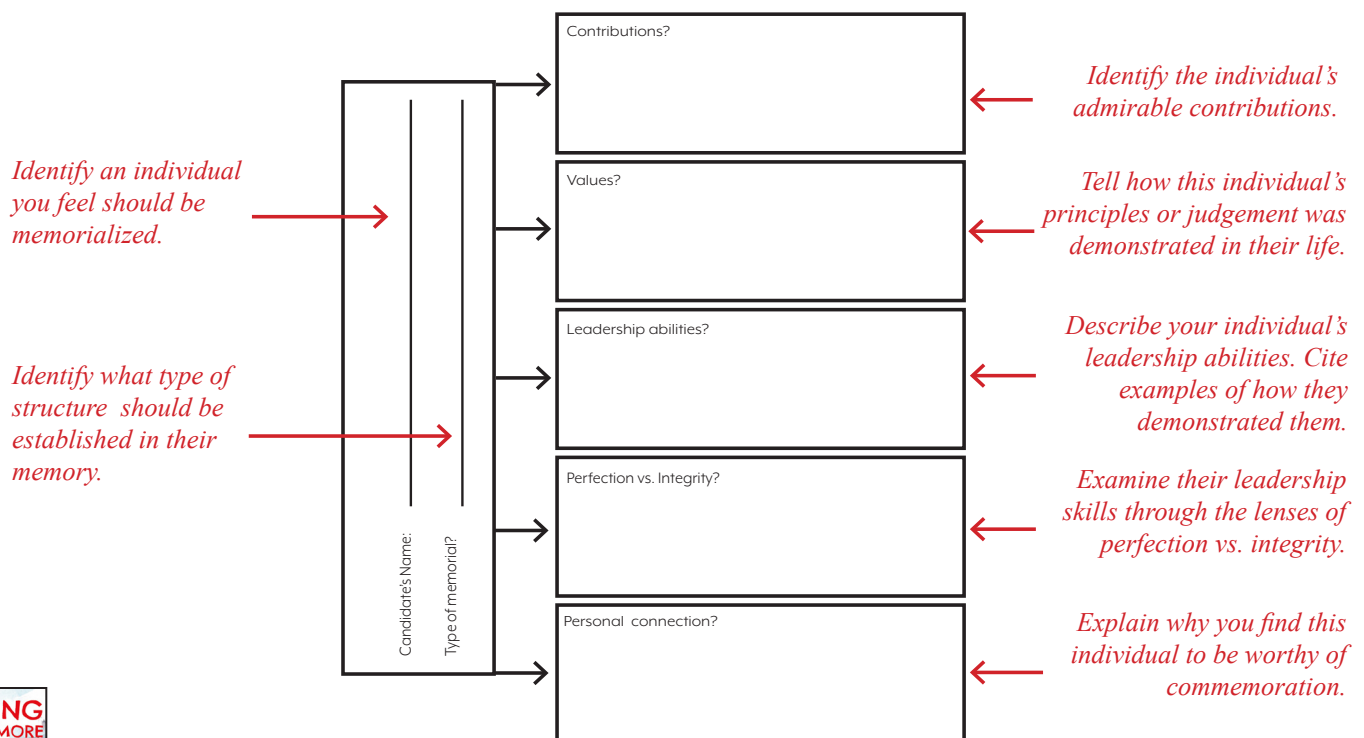 Contributions?
Identify the individual's
admirable contributions.
Identify an individual
you feel should be
memorialized.
Values?
Tell how this individual's
principles or judgement was
demonstrated in their life.
Leadership abilities?
Describe your individual's
leadership abilities. Cite
examples of how they
demonstrated them.
Identify what type of
structure should be
established in their
memory.
Candidate's Name:
Type of memorial?
Perfection vs. Integrity?
Examine their leadership
skills through the lenses of
perfection vs. integrity.
Personal connection?
Explain why you find this
individual to be worthy of
commemoration.
NG
MORE